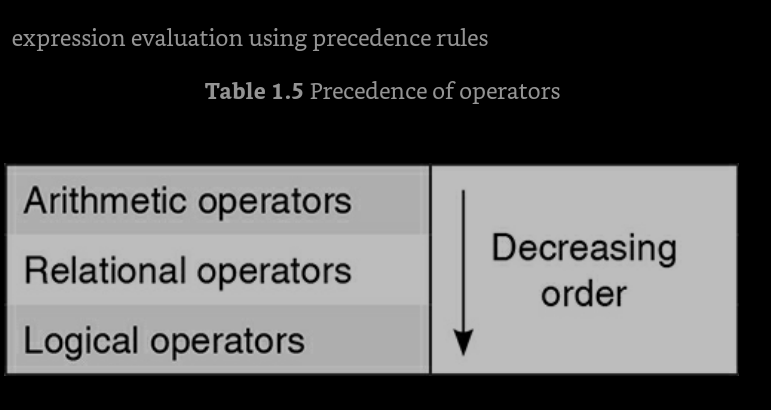 expression evaluation using precedence rules
Table 1.5 Precedence of operators
Arithmetic operators
Relational operators
Logical operators
Decreasing
order